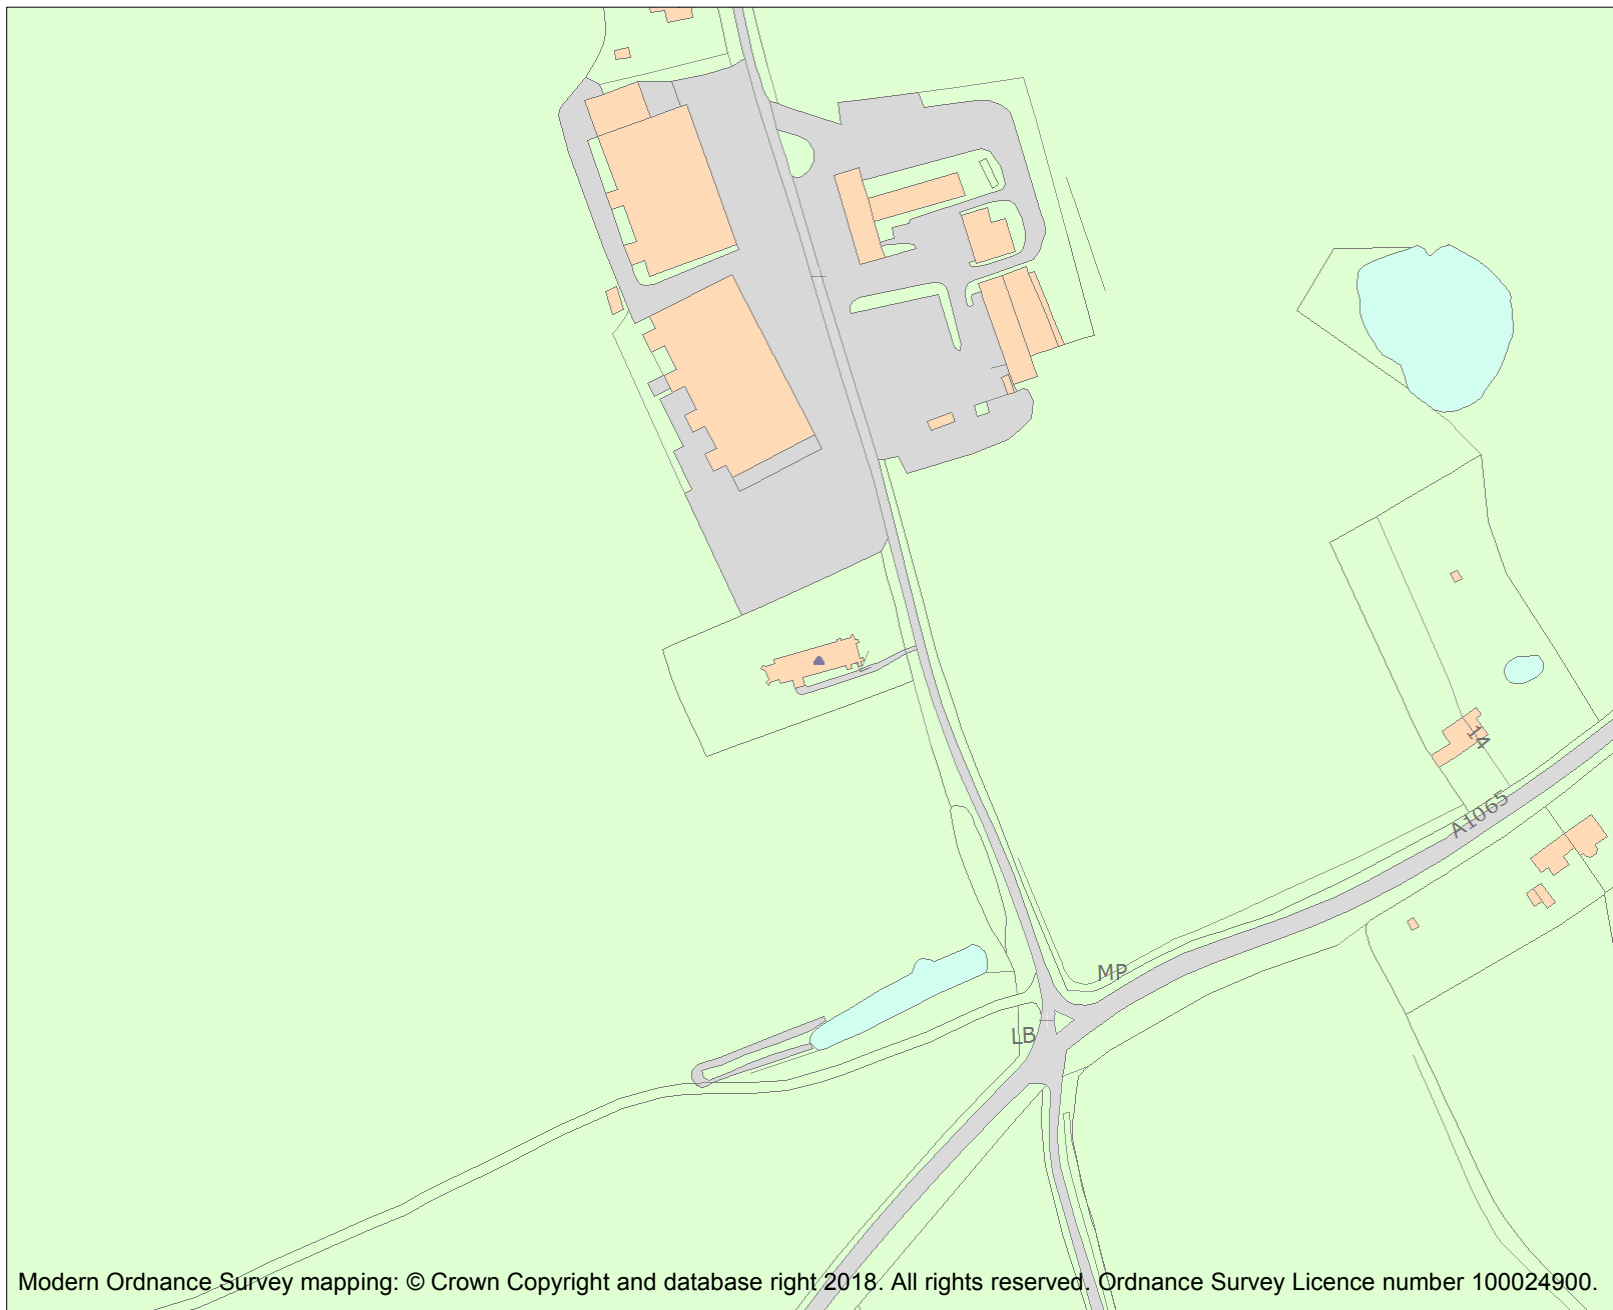 14
A1065
MP
LB
Modern Ordnance Survey mapping: © Crown Copyright and database right 2018. All rights reserved. Ordnance Survey Licence number 100024900.